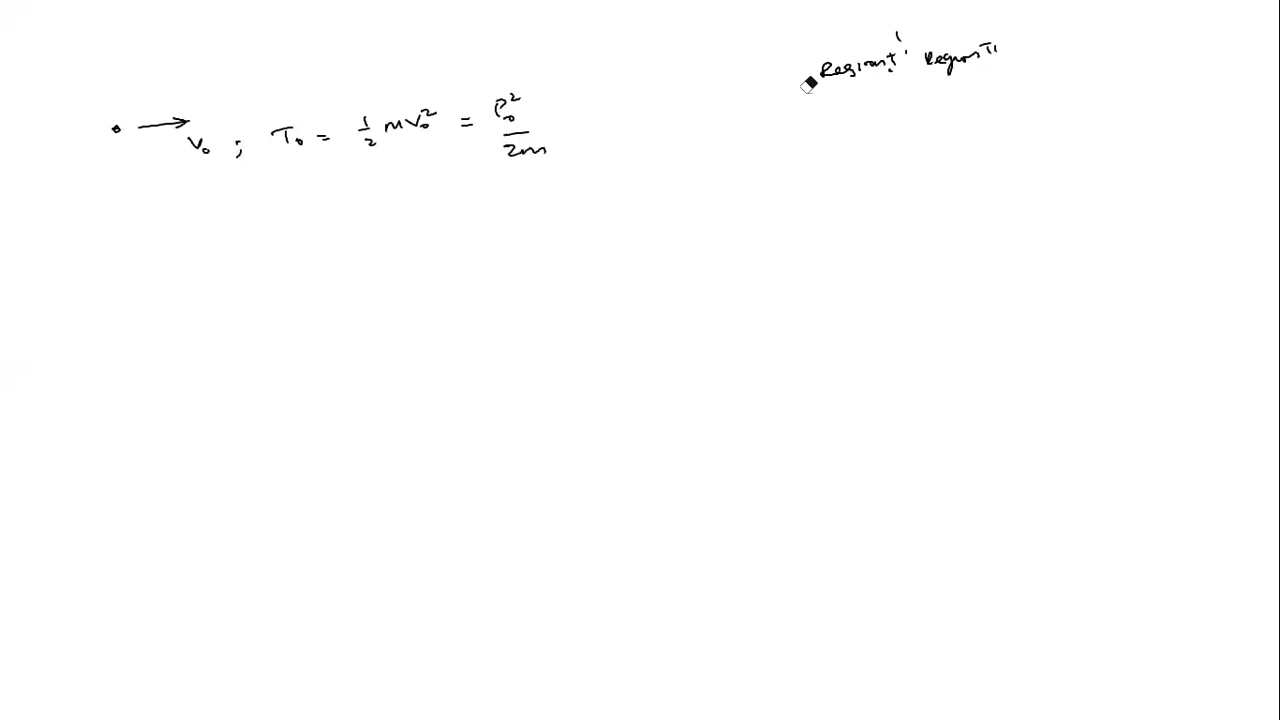 Region I Region II
v₀ ; T₀ = 1/2 mv₀² = P₀²/2m